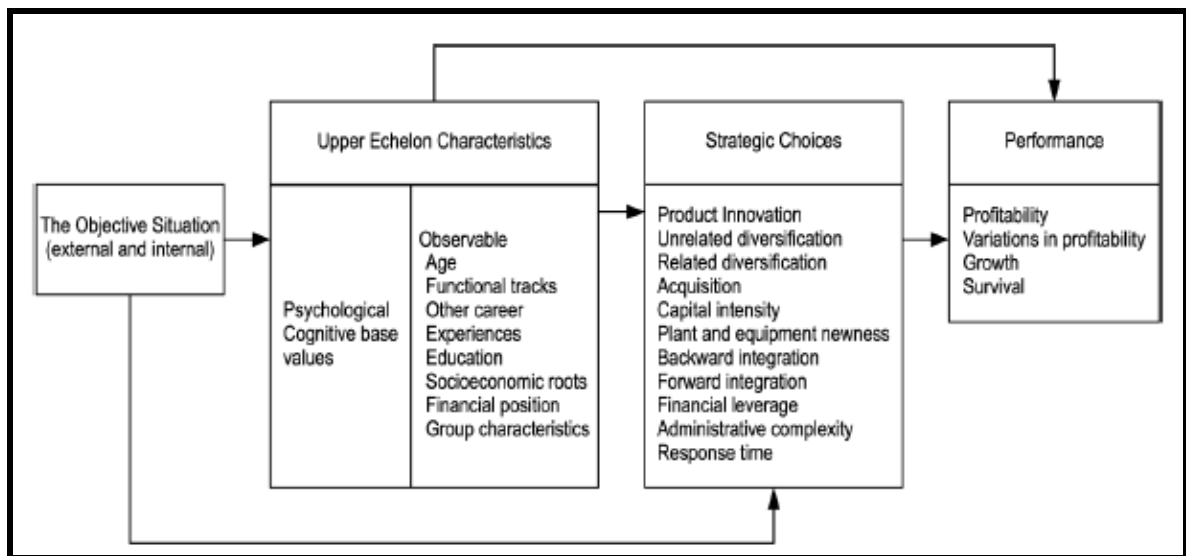 The Objective Situation
(external and internal)
Upper Echelon Characteristics
Psychological
Cognitive base
values
Observable
Age
Functional tracks
Other career
Experiences
Education
Socioeconomic roots
Financial position
Group characteristics
Strategic Choices
Product Innovation
Unrelated diversification
Related diversification
Acquisition
Capital intensity
Plant and equipment newness
Backward integration
Forward integration
Financial leverage
Administrative complexity
Response time
Performance
Profitability
Variations in profitability
Growth
Survival